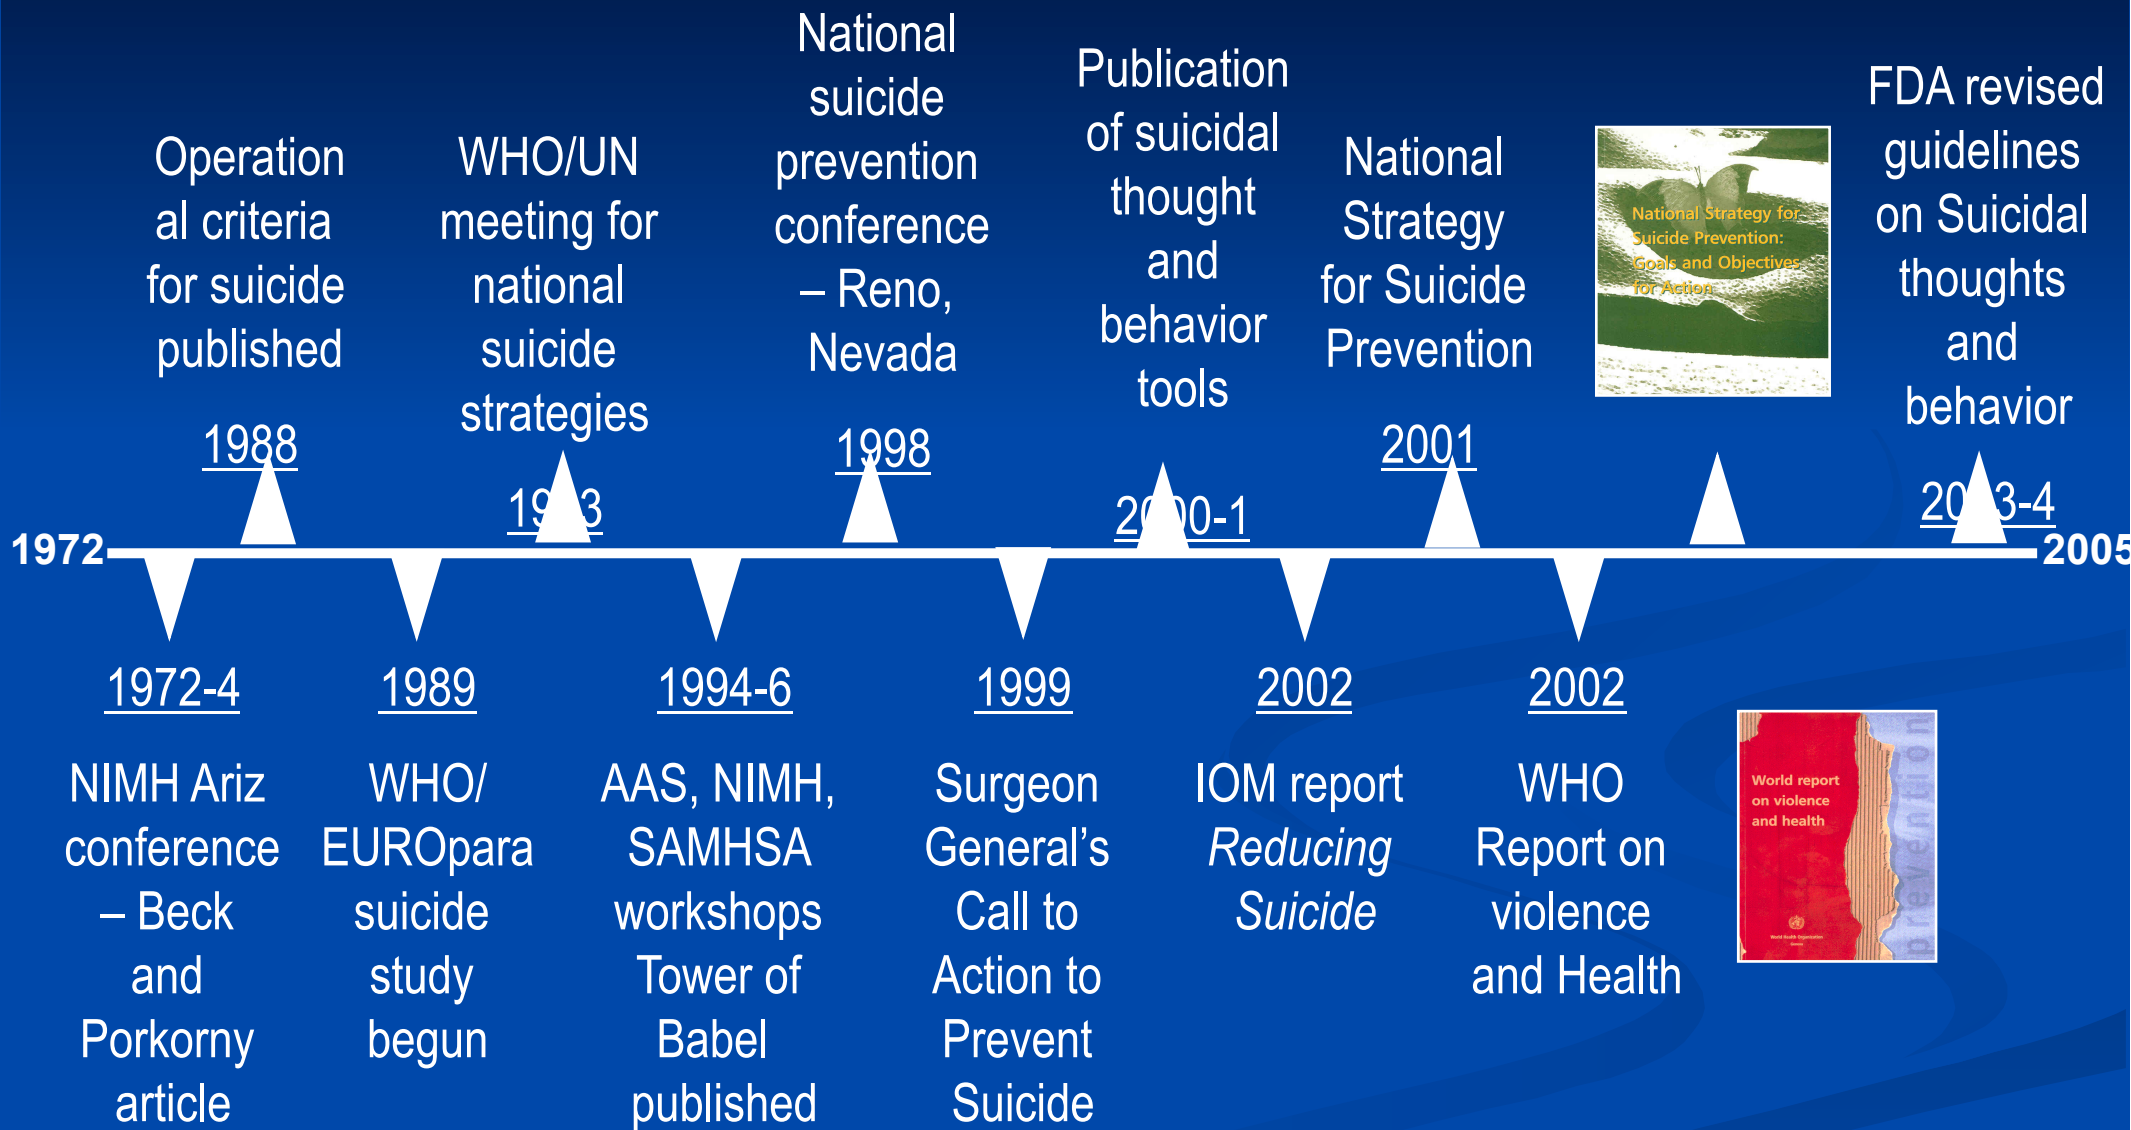 Operation
al criteria
for suicide
published
1988
WHO/UN
meeting for
national
suicide
strategies
National
suicide
prevention
conference
– Reno,
Nevada
1998
Publication
of suicidal
thought
and
behavior
tools
National
Strategy
for Suicide
Prevention
2001
National Strategy for
Suicide Prevention:
Goals and Objectives
for Action
FDA revised
guidelines
on Suicidal
thoughts
and
behavior
1972
2005
1972-4
NIMH Ariz
conference
– Beck
and
Porkorny
article
1989
WHO/
EUROpara
suicide
study
begun
1994-6
AAS, NIMH,
SAMHSA
workshops
Tower of
Babel
published
1999
Surgeon
General’s
Call to
Action to
Prevent
Suicide
2002
IOM report
Reducing
Suicide
2002
WHO
Report on
violence
and Health
World report
on violence
and health
prevention
World Health Organization
Geneva